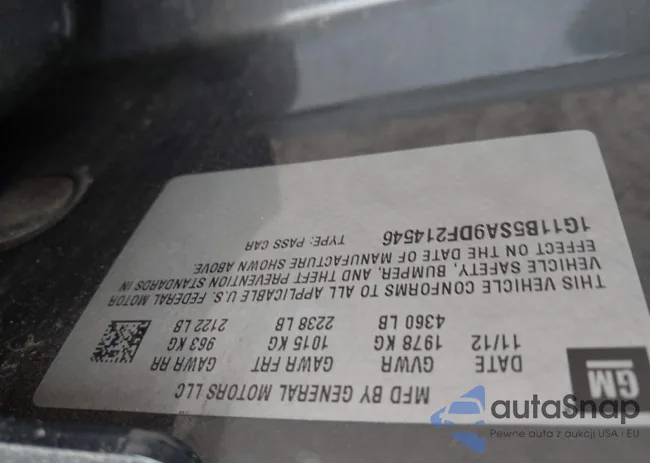 GM
MFD BY GENERAL MOTORS LLC
DATE GVWR GAWR FRT GAWR RR
11/12 1978 KG 1015 KG 963 KG
4360 LB 2238 LB 2122 LB
THIS VEHICLE CONFORMS TO ALL APPLICABLE U.S. FEDERAL MOTOR
VEHICLE SAFETY, BUMPER, AND THEFT PREVENTION STANDARDS IN
EFFECT ON THE DATE OF MANUFACTURE SHOWN ABOVE.
1G11B5SA9DF214546 TYPE: PASS CAR
autaSnap
Pewne auta z aukcji USA · EU